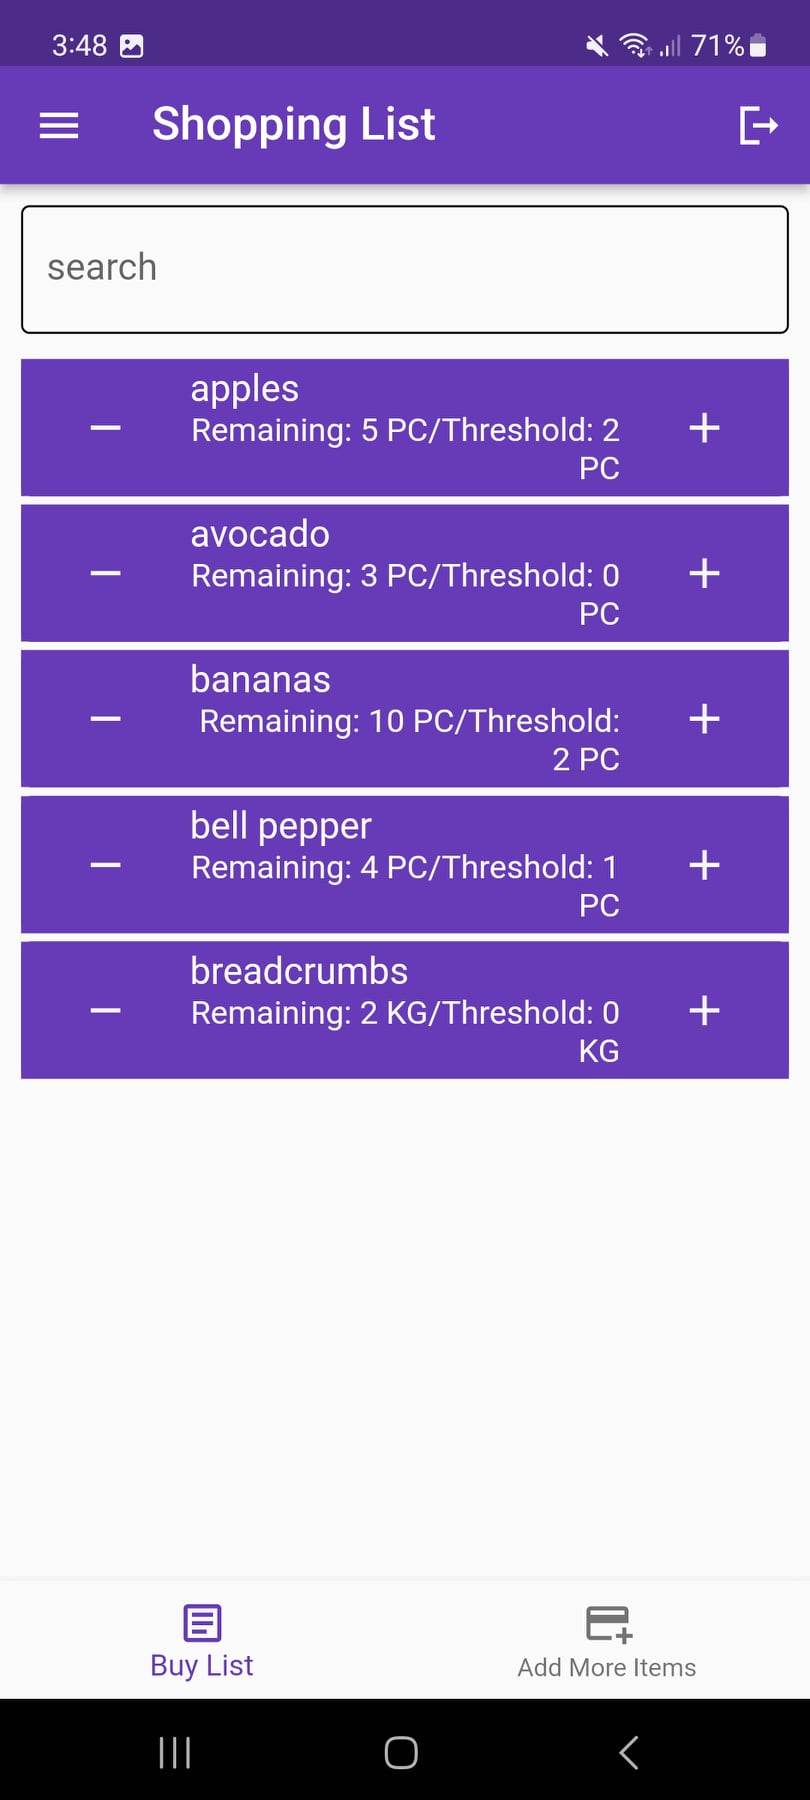 3:48 71%
Shopping List
search
apples
Remaining: 5 PC/Threshold: 2
PC
avocado
Remaining: 3 PC/Threshold: 0
PC
bananas
Remaining: 10 PC/Threshold:
2 PC
bell pepper
Remaining: 4 PC/Threshold: 1
PC
breadcrumbs
Remaining: 2 KG/Threshold: 0
KG
Buy List
Add More Items